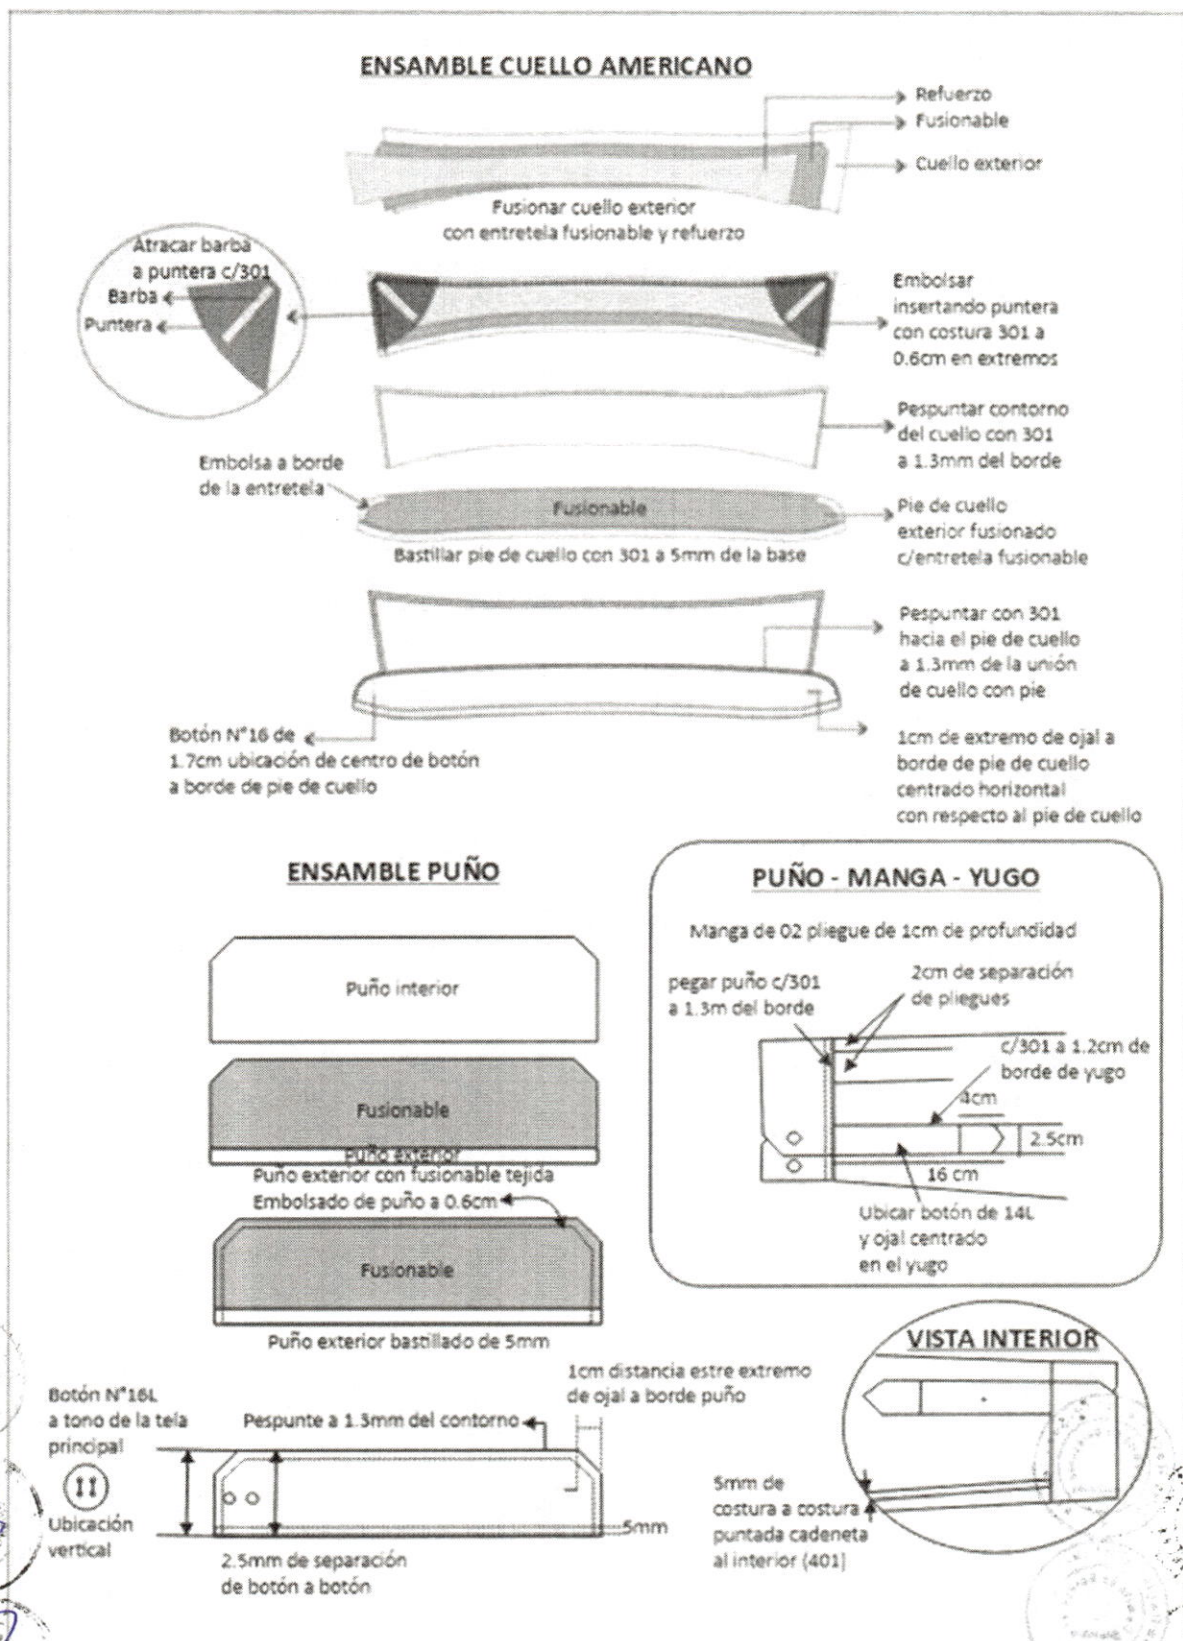 ENSAMBLE CUELLO AMERICANO
Refuerzo
Fusionable
Cuello exterior
Fusionar cuello exterior
con entretela fusionable y refuerzo
Atracar barba
a puntera c/301
Barba
Puntera
Embolsar
insertando puntera
con costura 301 a
0.6cm en extremos
Pespuntar contorno
del cuello con 301
a 1.3mm del borde
Embolsa a borde
de la entretela
Fusionable
Pie de cuello
exterior fusionado
c/entretela fusionable
Bastillar pie de cuello con 301 a 5mm de la base
Pespuntar con 301
hacia el pie de cuello
a 1.3mm de la unión
de cuello con pie
Botón N°16 de
1.7cm ubicación de centro de botón
a borde de pie de cuello
1cm de extremo de ojal a
borde de pie de cuello
centrado horizontal
con respecto al pie de cuello
ENSAMBLE PUÑO
Puño interior
Fusionable
Puño exterior
Puño exterior con fusionable tejida
Embolsado de puño a 0.6cm
Fusionable
Puño exterior bastillado de 5mm
PUÑO - MANGA - YUGO
Manga de 02 pliegue de 1cm de profundidad
pegar puño c/301
a 1.3m del borde
2cm de separación
de pliegues
c/301 a 1.2cm de
borde de yugo
4cm
2.5cm
16 cm
Ubicar botón de 14L
y ojal centrado
en el yugo
Botón N°16L
a tono de la tela
principal
Ubicación
vertical
Pespunte a 1.3mm del contorno
1cm distancia estre extremo
de ojal a borde puño
5mm
2.5mm de separación
de botón a botón
VISTA INTERIOR
5mm de
costura a costura
puntada cadeneta
al interior (401)